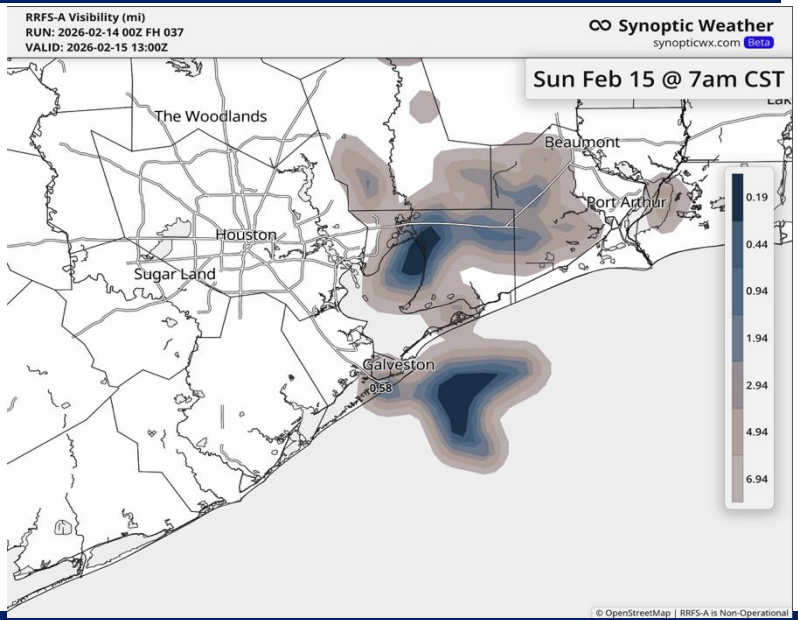 RRFS-A Visibility (mi)
RUN: 2026-02-14 00Z FH 037
VALID: 2026-02-15 13:00Z
Synoptic Weather
synopticwx.com Beta
Sun Feb 15 @ 7am CST
Lak
The Woodlands
Beaumont
Port Arthur
Houston
Sugar Land
Galveston
0.58
0.19
0.44
0.94
1.94
2.94
4.94
6.94
© OpenStreetMap | RRFS-A is Non-Operational